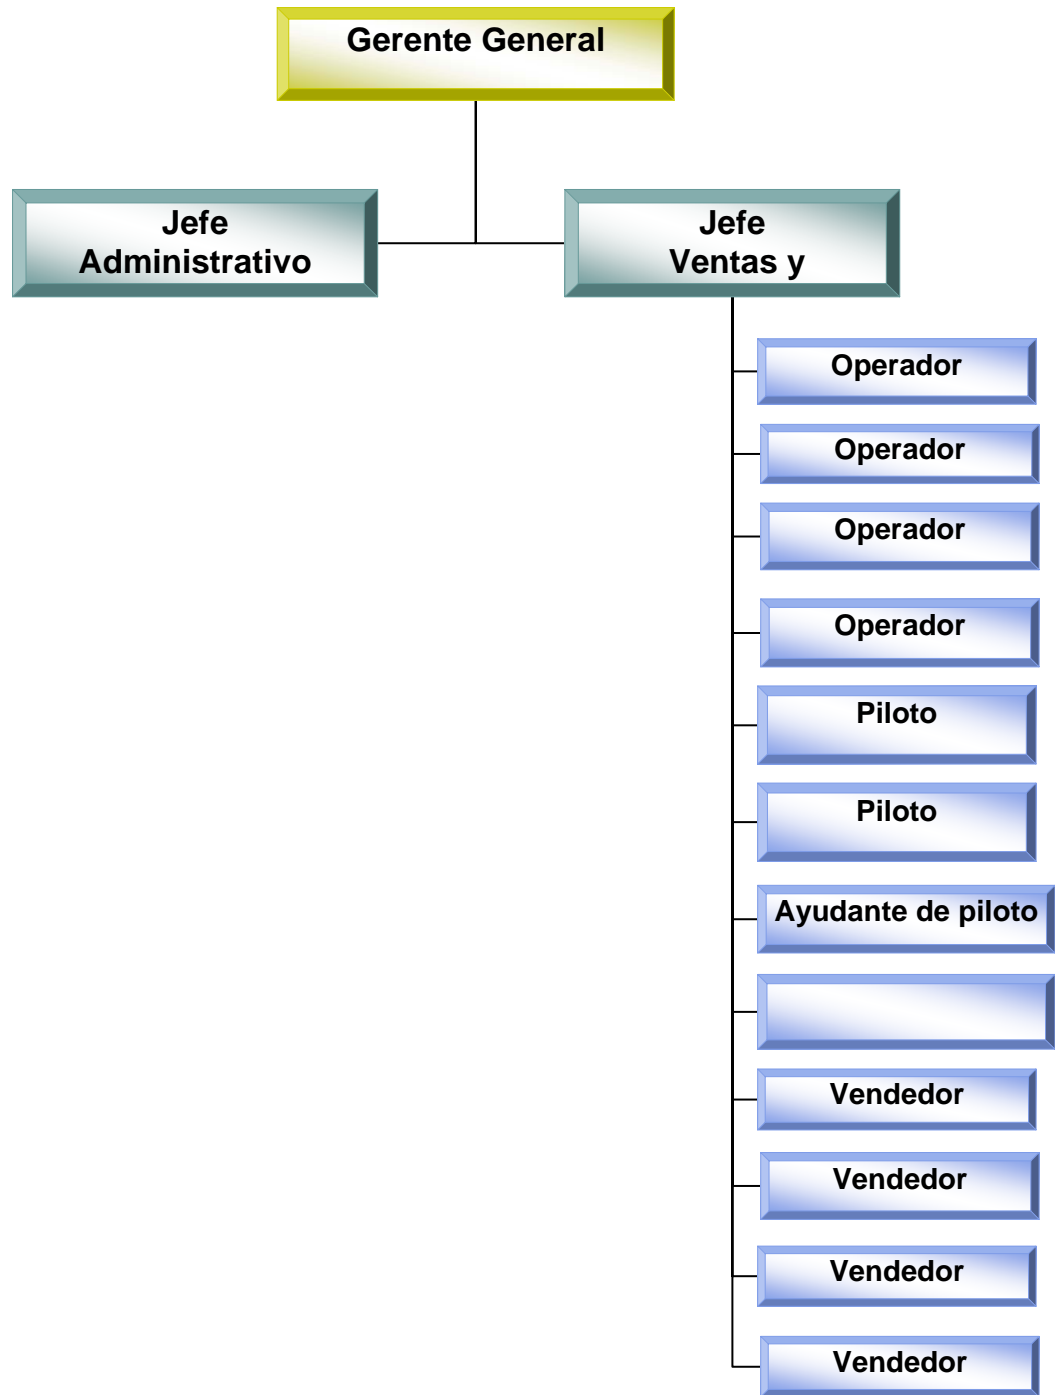 Gerente General
Jefe
Administrativo
Jefe
Ventas y
Operador
Operador
Operador
Operador
Piloto
Piloto
Ayudante de piloto
Vendedor
Vendedor
Vendedor
Vendedor